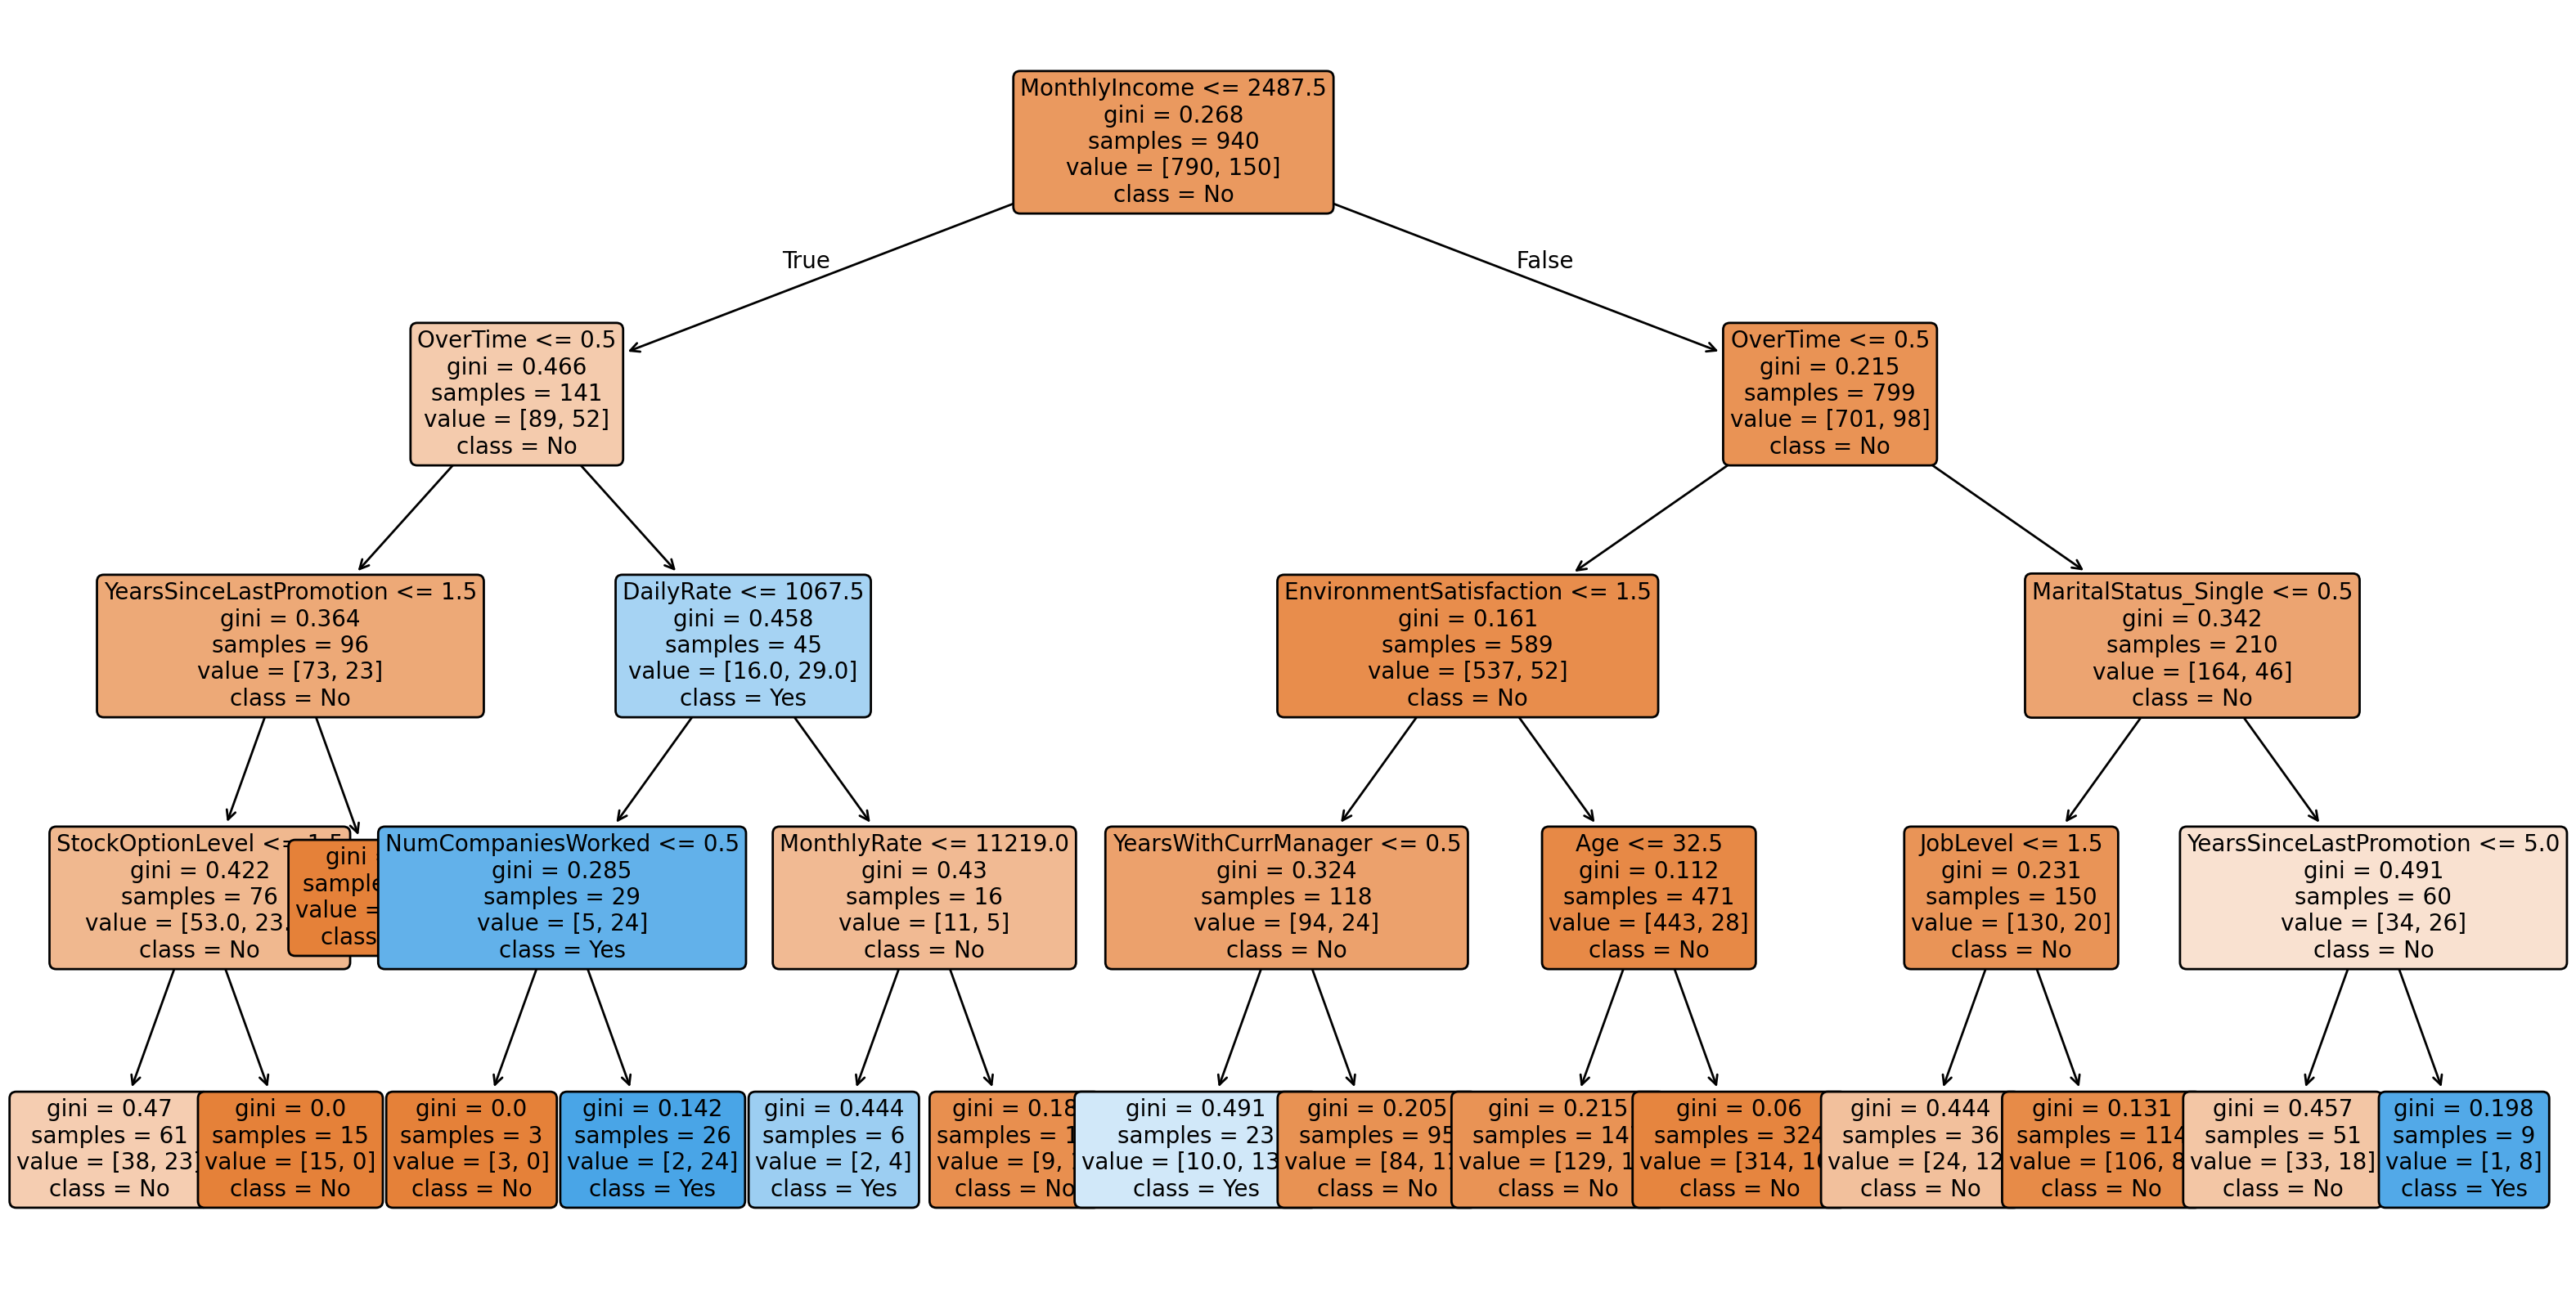 MonthlyIncome <= 2487.5
gini = 0.268
samples = 940
value = [790, 150]
class = No
True
False
OverTime <= 0.5
gini = 0.466
samples = 141
value = [89, 52]
class = No
OverTime <= 0.5
gini = 0.215
samples = 799
value = [701, 98]
class = No
YearsSinceLastPromotion <= 1.5
gini = 0.364
samples = 96
value = [73, 23]
class = No
DailyRate <= 1067.5
gini = 0.458
samples = 45
value = [16.0, 29.0]
class = Yes
EnvironmentSatisfaction <= 1.5
gini = 0.161
samples = 589
value = [537, 52]
class = No
MaritalStatus_Single <= 0.5
gini = 0.342
samples = 210
value = [164, 46]
class = No
StockOptionLevel <= 1.5
gini = 0.422
samples = 76
value = [53.0, 23.
class = No
gini
sample
value =
class
NumCompaniesWorked <= 0.5
gini = 0.285
samples = 29
value = [5, 24]
class = Yes
MonthlyRate <= 11219.0
gini = 0.43
samples = 16
value = [11, 5]
class = No
YearsWithCurrManager <= 0.5
gini = 0.324
samples = 118
value = [94, 24]
class = No
Age <= 32.5
gini = 0.112
samples = 471
value = [443, 28]
class = No
JobLevel <= 1.5
gini = 0.231
samples = 150
value = [130, 20]
class = No
YearsSinceLastPromotion <= 5.0
gini = 0.491
samples = 60
value = [34, 26]
class = No
gini = 0.47
samples = 61
value = [38, 23]
class = No
gini = 0.0
samples = 15
value = [15, 0]
class = No
gini = 0.0
samples = 3
value = [3, 0]
class = No
gini = 0.142
samples = 26
value = [2, 24]
class = Yes
gini = 0.444
samples = 6
value = [2, 4]
class = Yes
gini = 0.18
samples = 1
value = [9,
class = No
gini = 0.491
samples = 23
value = [10.0, 13
class = Yes
gini = 0.205
samples = 95
value = [84, 1
class = No
gini = 0.215
samples = 14
value = [129, 1
class = No
gini = 0.06
samples = 324
value = [314, 1
class = No
gini = 0.444
samples = 36
value = [24, 12
class = No
gini = 0.131
samples = 114
value = [106, 8
class = No
gini = 0.457
samples = 51
value = [33, 18]
class = No
gini = 0.198
samples = 9
value = [1, 8]
class = Yes